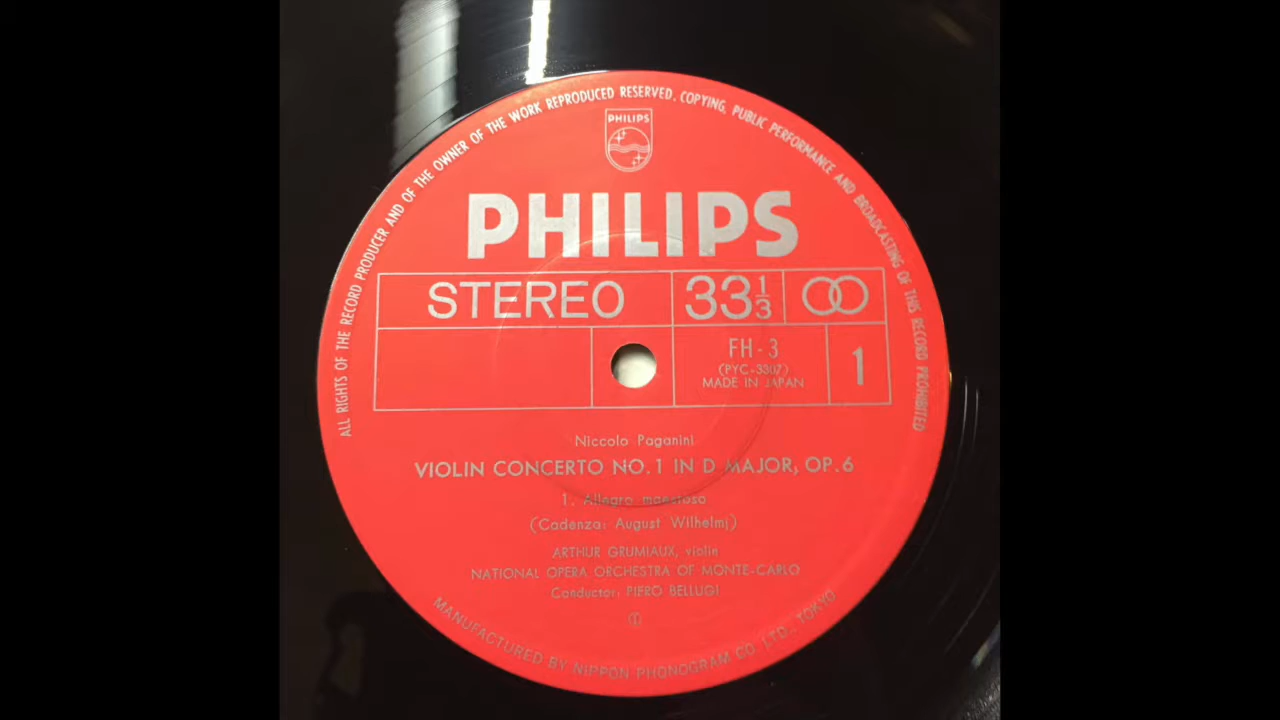 ALL RIGHTS OF THE RECORD PRODUCER AND OF THE OWNER OF THE WORK REPRODUCED RESERVED. COPYING, PUBLIC PERFORMANCE AND BROADCASTING OF THIS RECORD PROHIBITED
PHILIPS
PHILIPS
STEREO
33 1/3
FH-3
(PYC-3307)
MADE IN JAPAN
1
Niccolo Paganini
VIOLIN CONCERTO NO.1 IN D MAJOR, OP.6
1. Allegro maestoso
(Cadenza: August Wilhelmj)
ARTHUR GRUMIAUX, violin
NATIONAL OPERA ORCHESTRA OF MONTE-CARLO
Conductor: PIERO BELLUGI
MANUFACTURED BY NIPPON PHONOGRAM CO. LTD., TOKYO